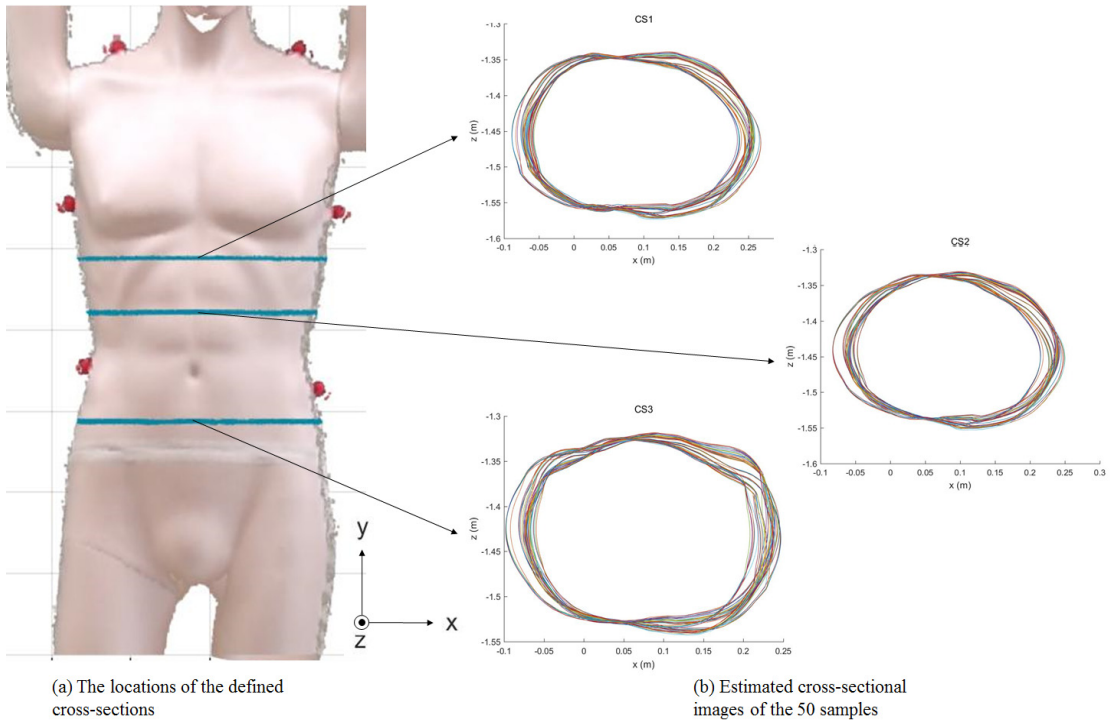 CS1
-1.3
-1.35
-1.4
-1.45
-1.5
-1.55
-1.6
z (m)
-0.1 -0.05 0 0.05 0.1 0.15 0.2 0.25
x (m)
CS2
-1.3
-1.35
-1.4
-1.45
-1.5
-1.55
-1.6
z (m)
-0.1 -0.05 0 0.05 0.1 0.15 0.2 0.25 0.3
x (m)
CS3
-1.3
-1.35
-1.4
-1.45
-1.5
-1.55
z (m)
-0.1 -0.05 0 0.05 0.1 0.15 0.2 0.25
x (m)
y
x
z
(a) The locations of the defined
cross-sections
(b) Estimated cross-sectional
images of the 50 samples